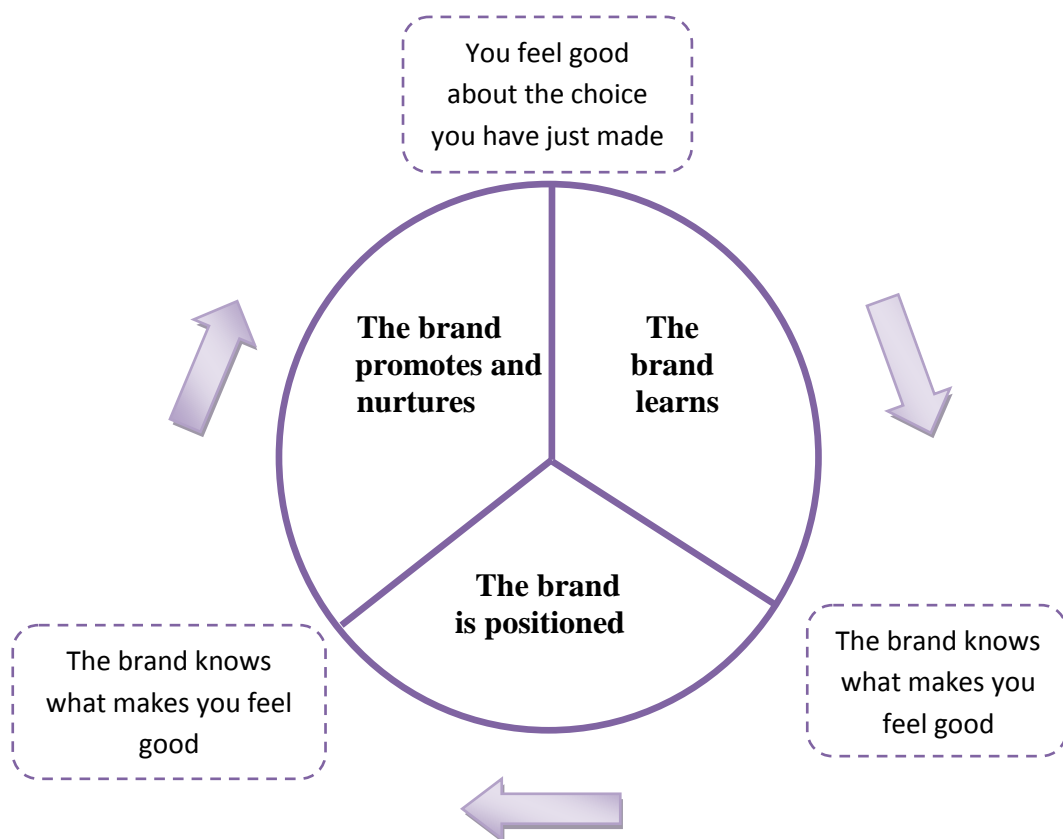 You feel good
about the choice
you have just made
The brand
promotes and
nurtures
The
brand
learns
The brand
is positioned
The brand knows
what makes you feel
good
The brand knows
what makes you
feel good